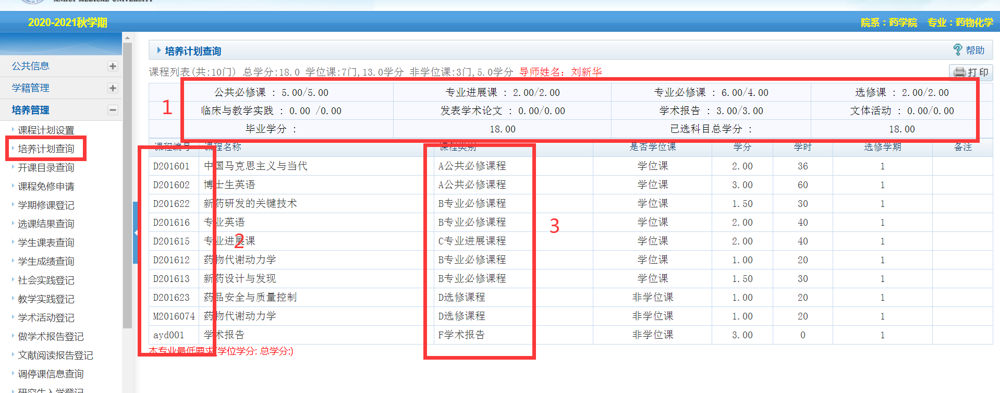 ANHUI MEDICAL UNIVERSITY
2020-2021秋学期 院系：药学院 专业：药物化学
培养计划查询 帮助
公共信息
学籍管理
培养管理
课程计划设置
培养计划查询
开课目录查询
课程免修申请
学期修课登记
选课结果查询
学生课表查询
学生成绩查询
社会实践登记
教学实践登记
学术活动登记
做学术报告登记
文献阅读报告登记
调停课信息查询
研究生入学登记
课程列表(共:10门) 总学分:18.0 学位课:7门,13.0学分 非学位课:3门,5.0学分 导师姓名：刘新华 打印
1
公共必修课 ： 5.00/5.00 专业进展课 ： 2.00/2.00 专业必修课 ： 6.00/4.00 选修课 ： 2.00/2.00
临床与教学实践 ： 0.00 /0.00 发表学术论文 ： 0.00/0.00 学术报告 ： 3.00/3.00 文体活动 ： 0.00/0.00
毕业学分 ： 18.00 已选科目总学分 ： 18.00
课程编号 课程名称 课程类别 是否学位课 学分 学时 选修学期 备注
D201601 中国马克思主义与当代 A公共必修课程 学位课 2.00 36 1
D201602 博士生英语 A公共必修课程 学位课 3.00 60 1
D201622 新药研发的关键技术 B专业必修课程 学位课 1.50 30 1
D201616 专业英语 B专业必修课程 学位课 2.00 40 1
D201615 专业进展课 C专业进展课程 学位课 2.00 40 1
D201612 药物代谢动力学 B专业必修课程 学位课 1.00 20 1
D201613 新药设计与发现 B专业必修课程 学位课 1.50 30 1
D201623 药品安全与质量控制 D选修课程 非学位课 1.00 20 1
M2016074 药物代谢动力学 D选修课程 非学位课 1.00 20 1
ayd001 学术报告 F学术报告 非学位课 3.00 0 1
2
3
本专业最低要求(学位学分: 总学分:)